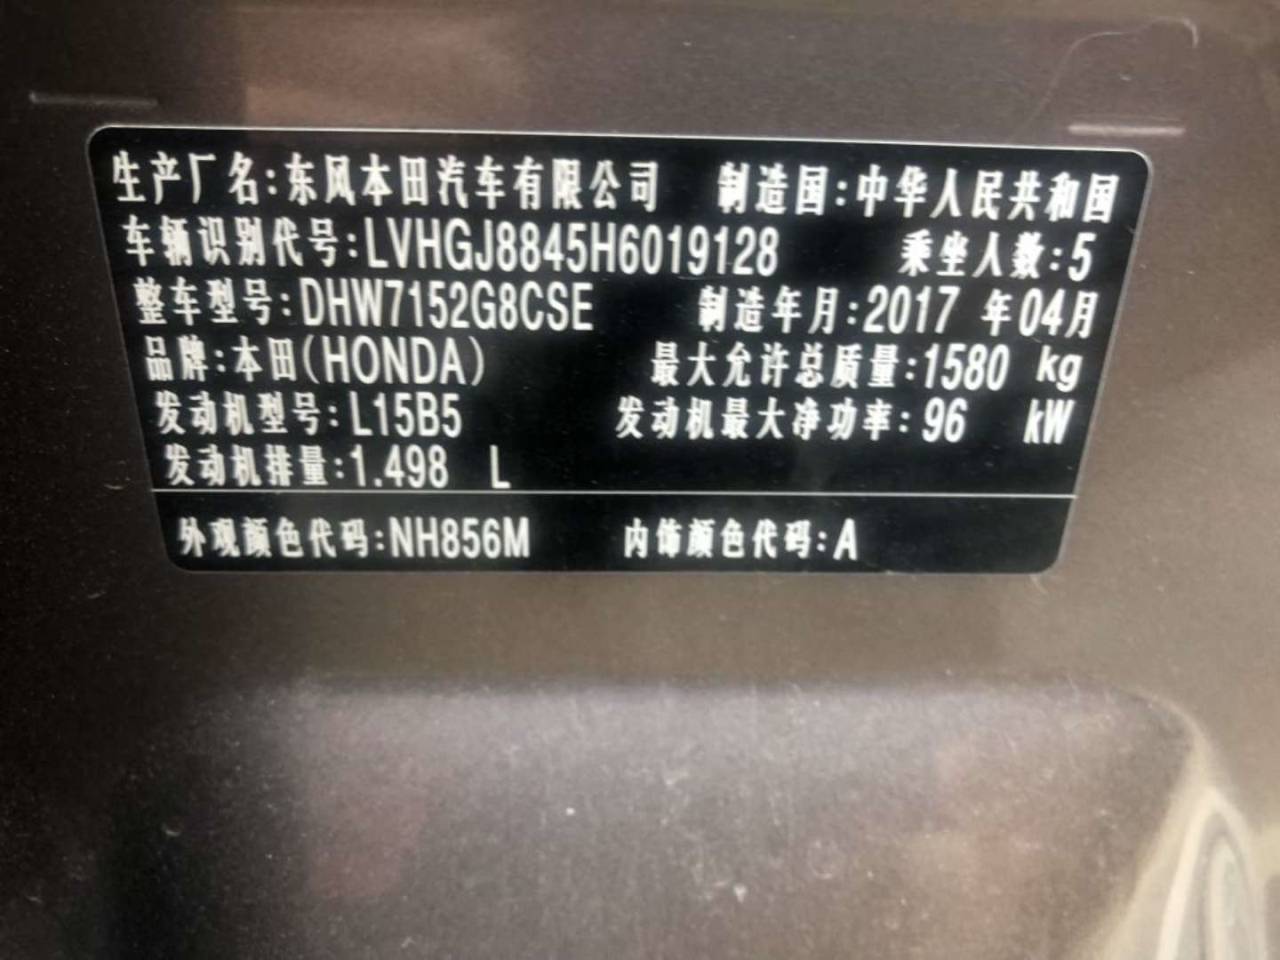 生产厂名:东风本田汽车有限公司 制造国:中华人民共和国
车辆识别代号:LVHGJ8845H6019128 乘坐人数:5
整车型号:DHW7152G8CSE 制造年月:2017 年04月
品牌:本田(HONDA) 最大允许总质量:1580 kg
发动机型号:L15B5 发动机最大净功率:96 kW
发动机排量:1.498 L
外观颜色代码:NH856M 内饰颜色代码:A